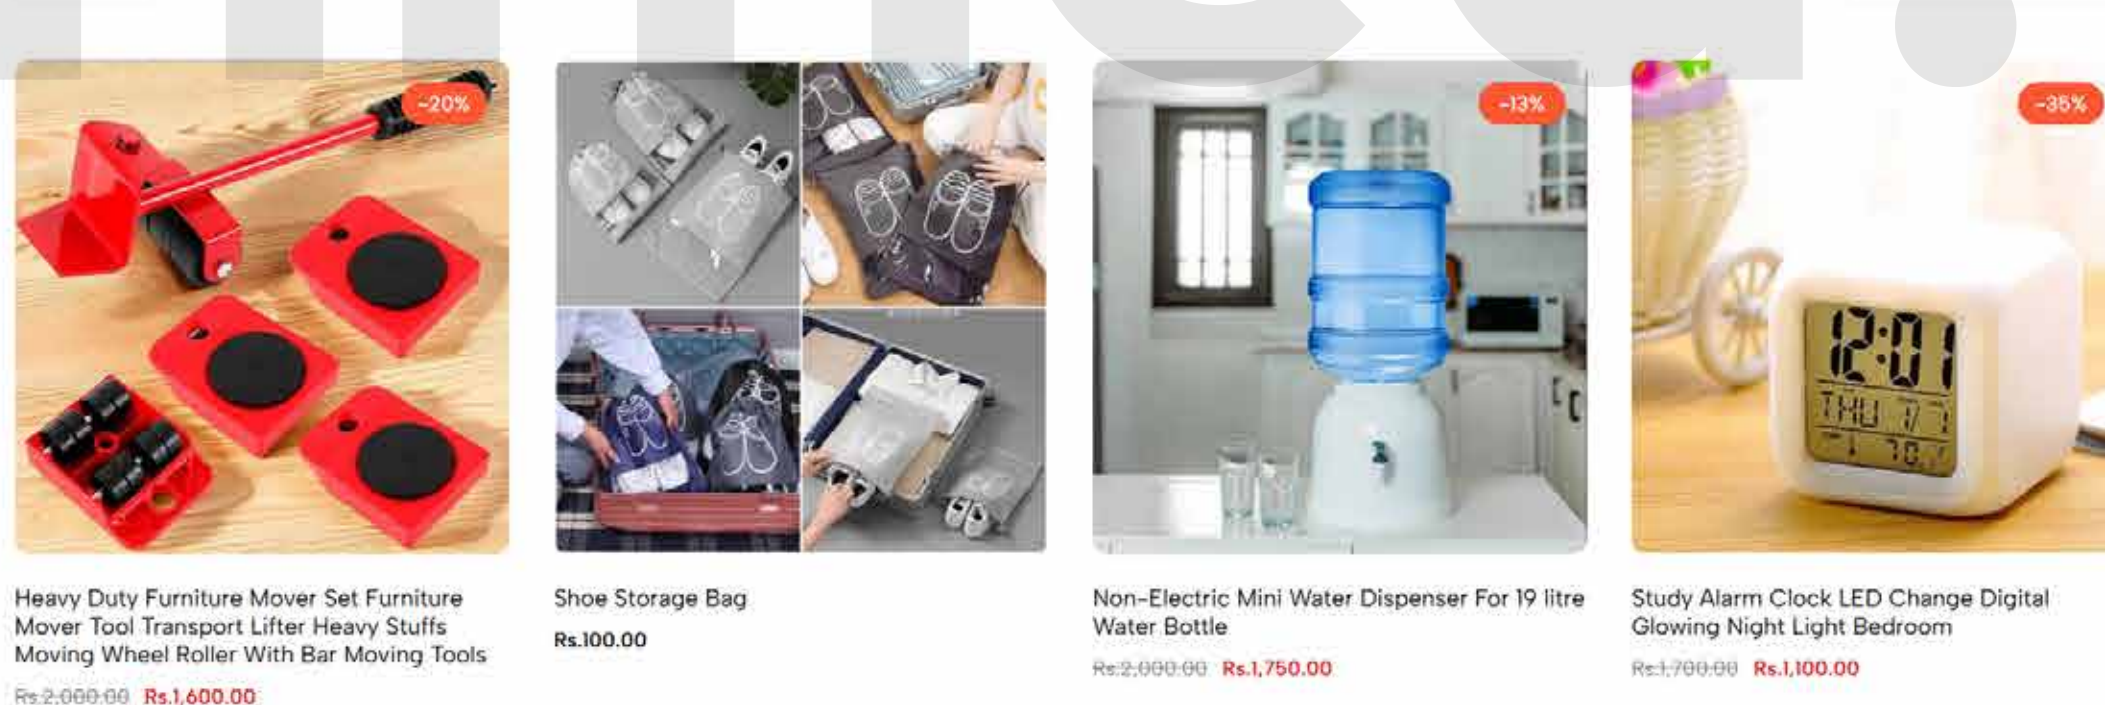 -20%
-13%
-35%
12:01
THU 1/1
70
Heavy Duty Furniture Mover Set Furniture
Mover Tool Transport Lifter Heavy Stuffs
Moving Wheel Roller With Bar Moving Tools
Rs.2,000.00 Rs.1,600.00
Shoe Storage Bag
Rs.100.00
Non-Electric Mini Water Dispenser For 19 litre
Water Bottle
Rs.2,000.00 Rs.1,750.00
Study Alarm Clock LED Change Digital
Glowing Night Light Bedroom
Rs.1,700.00 Rs.1,100.00